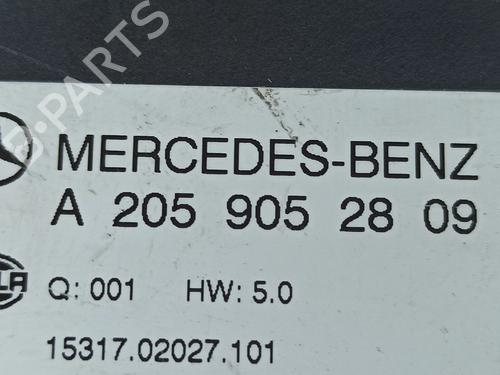 MERCEDES-BENZ
A 205 905 28 09
Q: 001 HW: 5.0
15317.02027.101